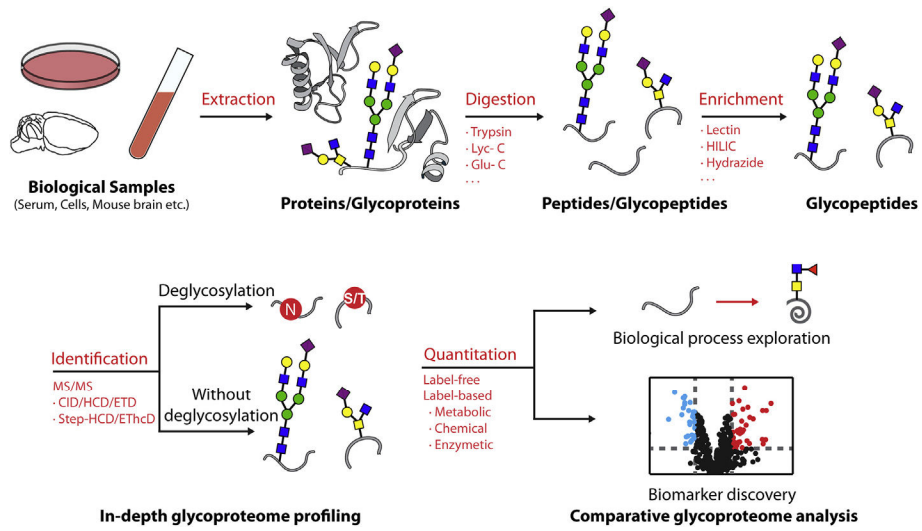 Extraction
Digestion
· Trypsin
· Lyc- C
· Glu- C
. . .
Enrichment
· Lectin
· HILIC
· Hydrazide
. . .
Biological Samples
(Serum, Cells, Mouse brain etc.)
Proteins/Glycoproteins
Peptides/Glycopeptides
Glycopeptides
Identification
MS/MS
· CID/HCD/ETD
· Step-HCD/EThcD
Deglycosylation
N
S/T
Without
deglycosylation
Quantitation
Label-free
Label-based
· Metabolic
· Chemical
· Enzymetic
Biological process exploration
Biomarker discovery
In-depth glycoproteome profiling
Comparative glycoproteome analysis